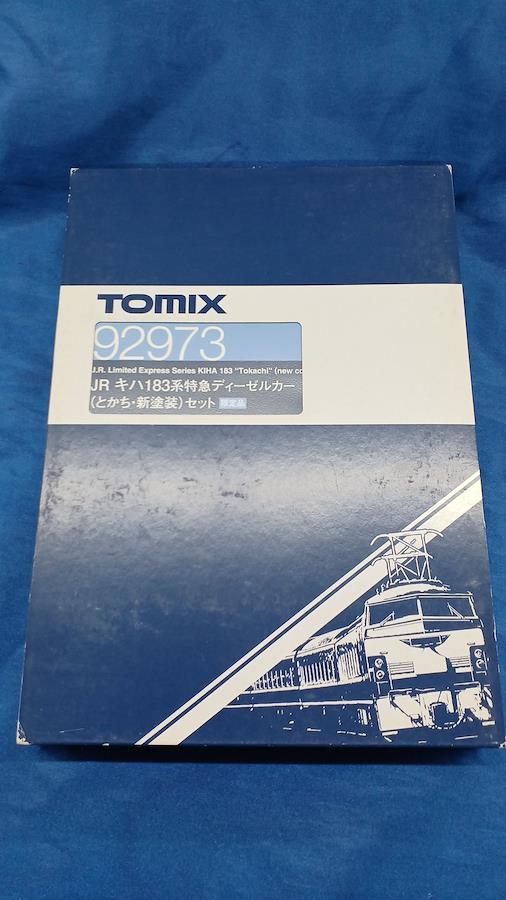 TOMIX
92973
J.R. Limited Express Series KIHA 183 "Tokachi" (new co
JR キハ183系特急ディーゼルカー
(とかち・新塗装)セット 限定品